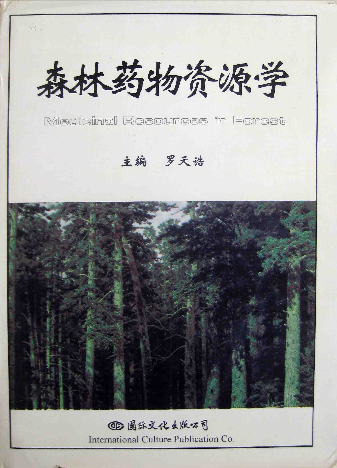 森林药物资源学
Medicinal Resources in Forest
主编 罗天诰
国际文化出版公司
International Culture Publication Co.